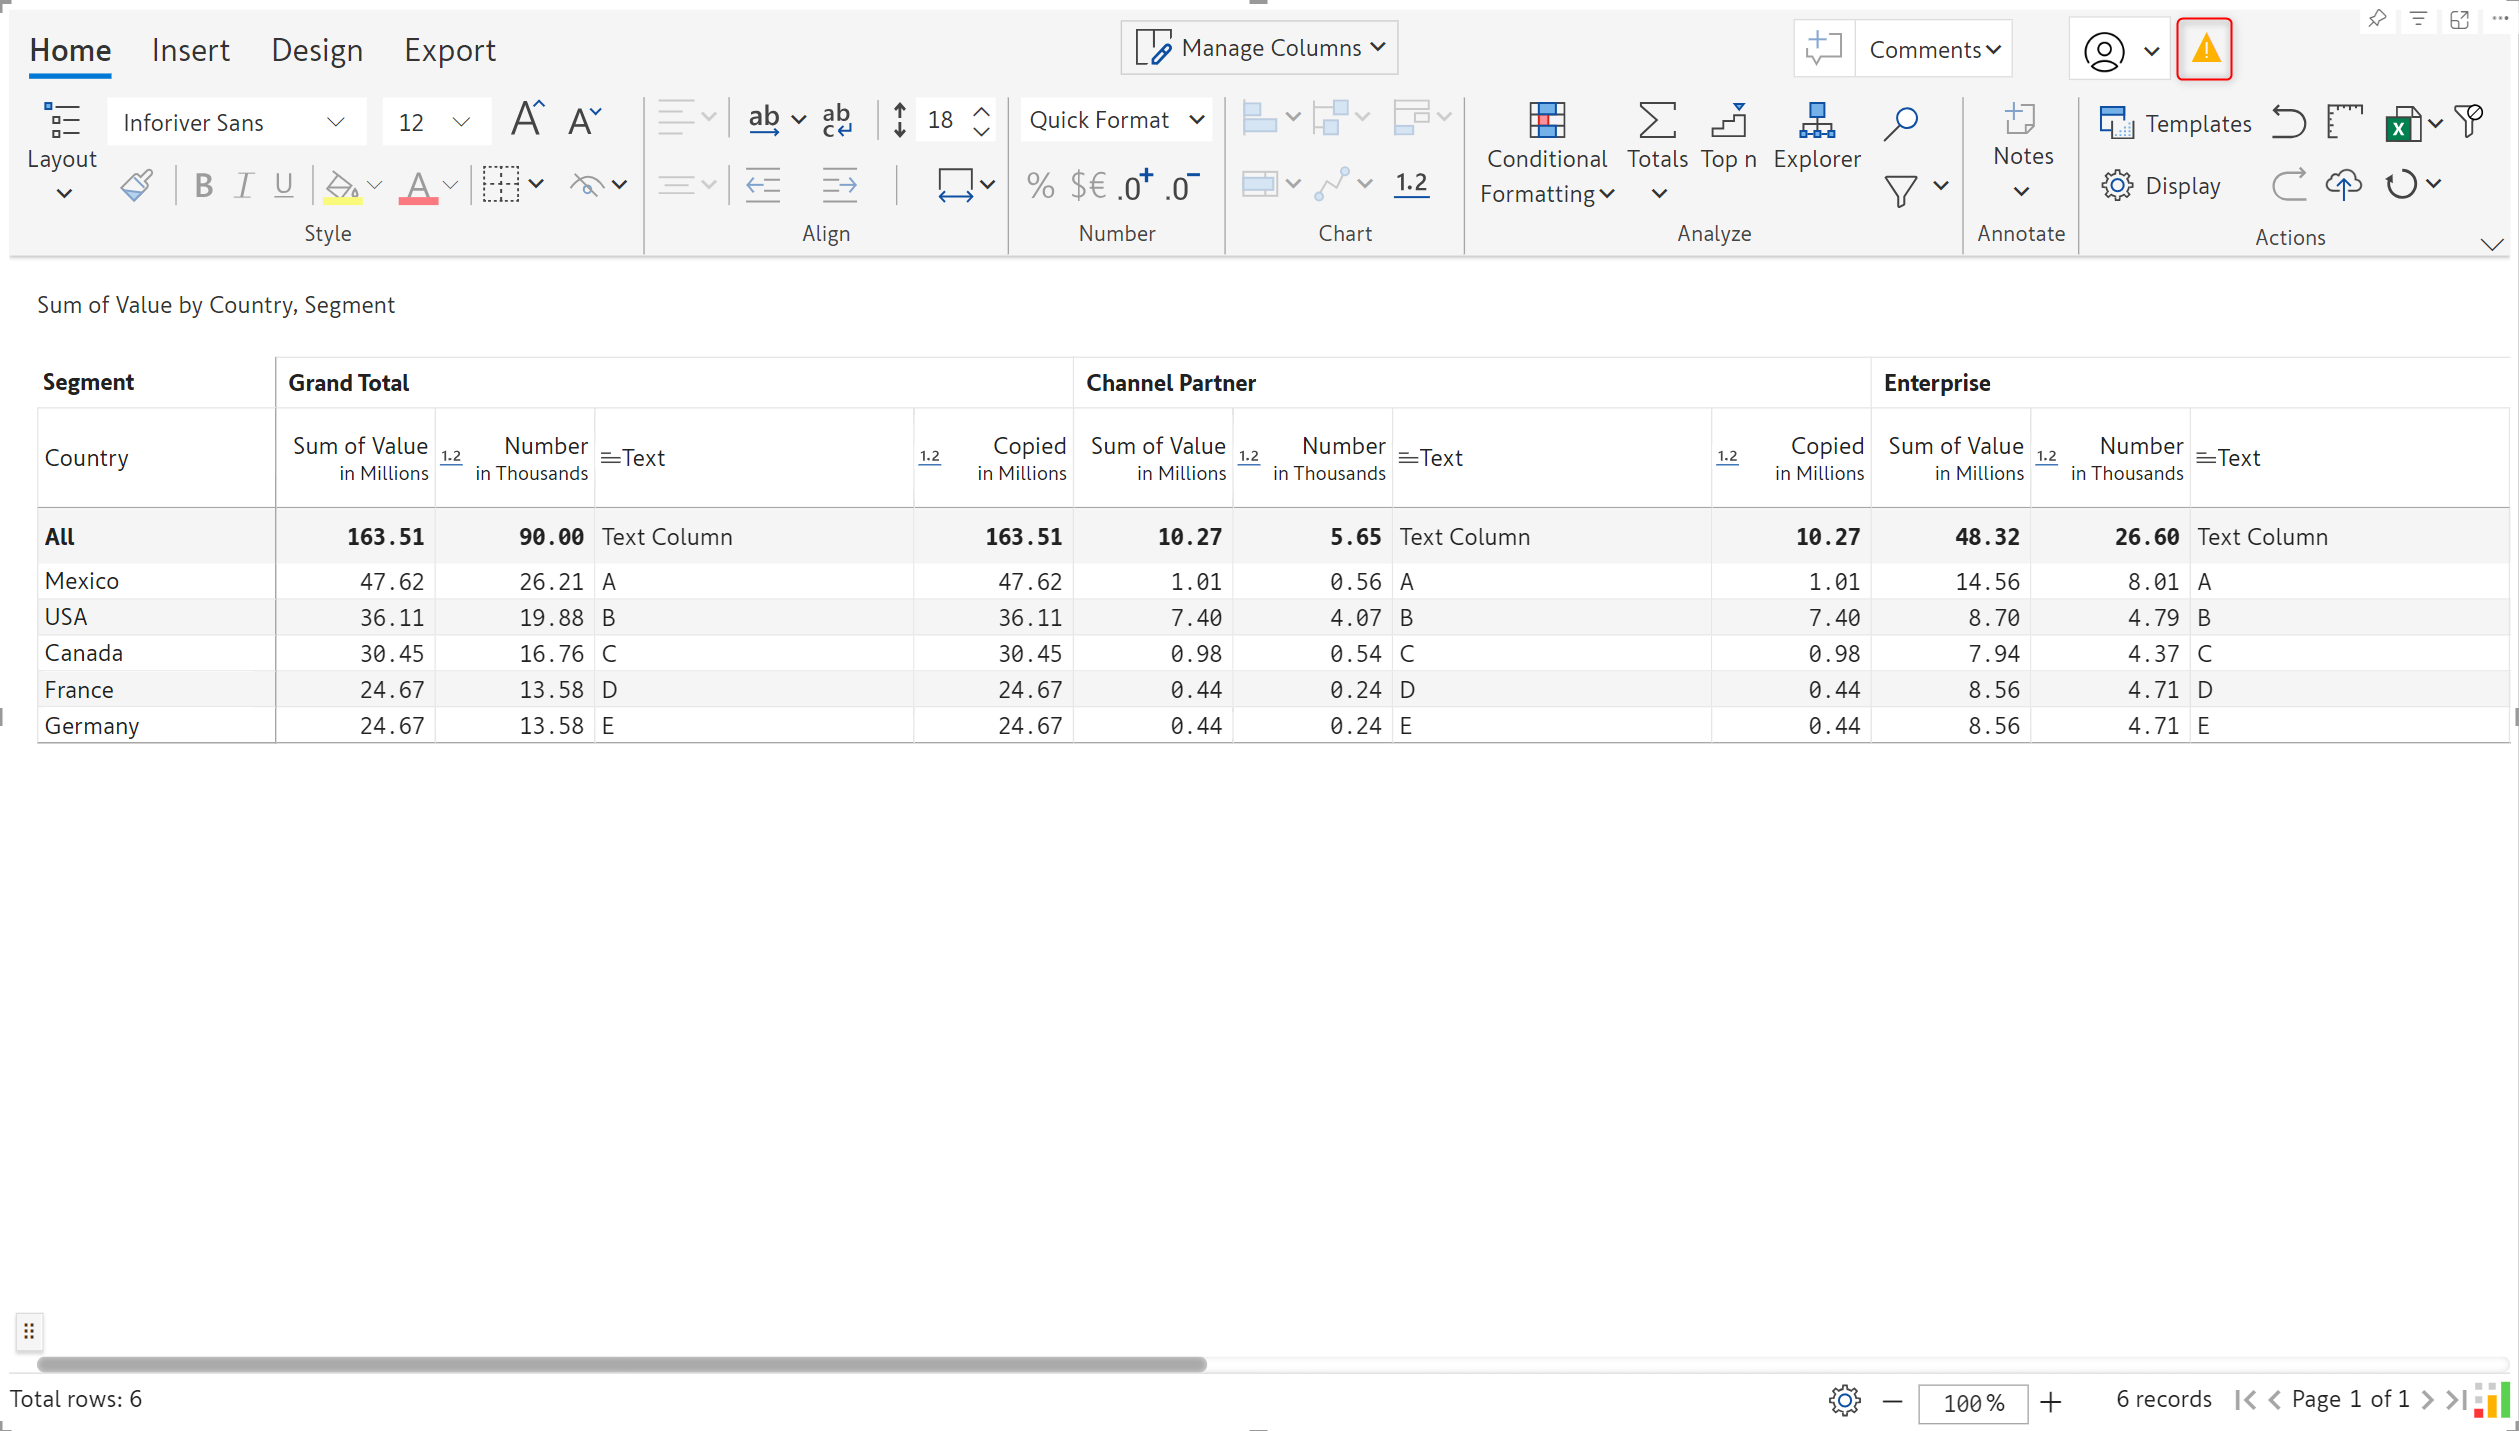 Home Insert Design Export Manage Columns Comments
Layout Inforiver Sans 12 A A ab ab c 18 Quick Format Conditional Formatting Totals Top n Explorer Notes Templates X
B I U A % $€ .0+ .0- 1.2 Display
Style Align Number Chart Analyze Annotate Actions
Sum of Value by Country, Segment
Segment Grand Total Channel Partner Enterprise
Country Sum of Value in Millions 1.2 Number in Thousands Text 1.2 Copied in Millions Sum of Value in Millions 1.2 Number in Thousands Text 1.2 Copied in Millions Sum of Value in Millions 1.2 Number in Thousands Text
All 163.51 90.00 Text Column 163.51 10.27 5.65 Text Column 10.27 48.32 26.60 Text Column
Mexico 47.62 26.21 A 47.62 1.01 0.56 A 1.01 14.56 8.01 A
USA 36.11 19.88 B 36.11 7.40 4.07 B 7.40 8.70 4.79 B
Canada 30.45 16.76 C 30.45 0.98 0.54 C 0.98 7.94 4.37 C
France 24.67 13.58 D 24.67 0.44 0.24 D 0.44 8.56 4.71 D
Germany 24.67 13.58 E 24.67 0.44 0.24 E 0.44 8.56 4.71 E
Total rows: 6 100% 6 records Page 1 of 1